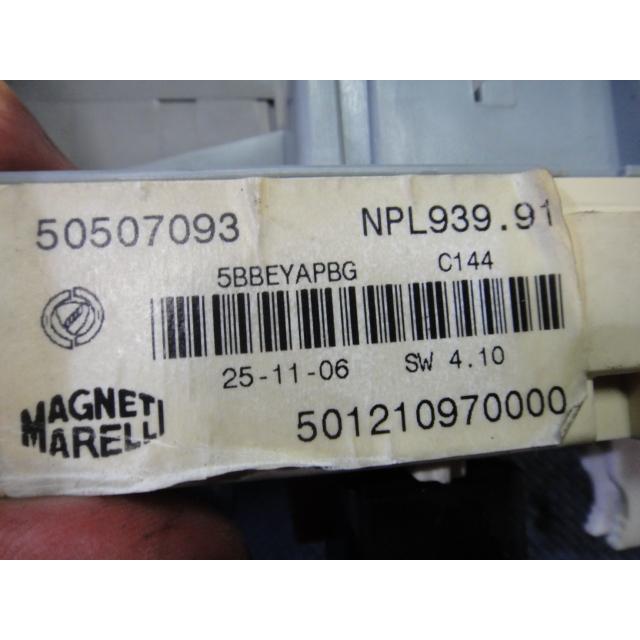 50507093 NPL939.91
5BBEYAPBG C144
25-11-06 SW 4.10
MAGNETI
MARELLI
501210970000